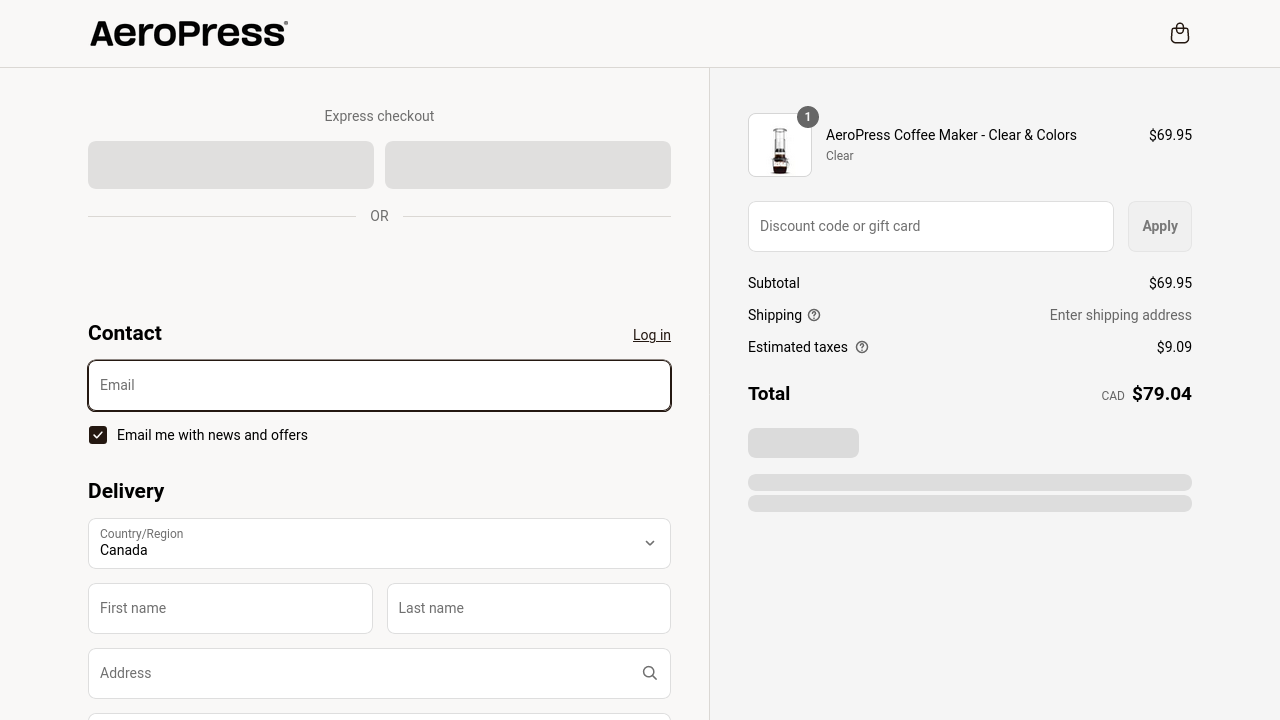 AeroPress
Express checkout
OR
Contact
Log in
Email
Email me with news and offers
Delivery
Country/Region
Canada
First name
Last name
Address
1
AeroPress Coffee Maker - Clear & Colors
$69.95
Clear
Discount code or gift card
Apply
Subtotal
$69.95
Shipping
Enter shipping address
Estimated taxes
$9.09
Total
CAD $79.04